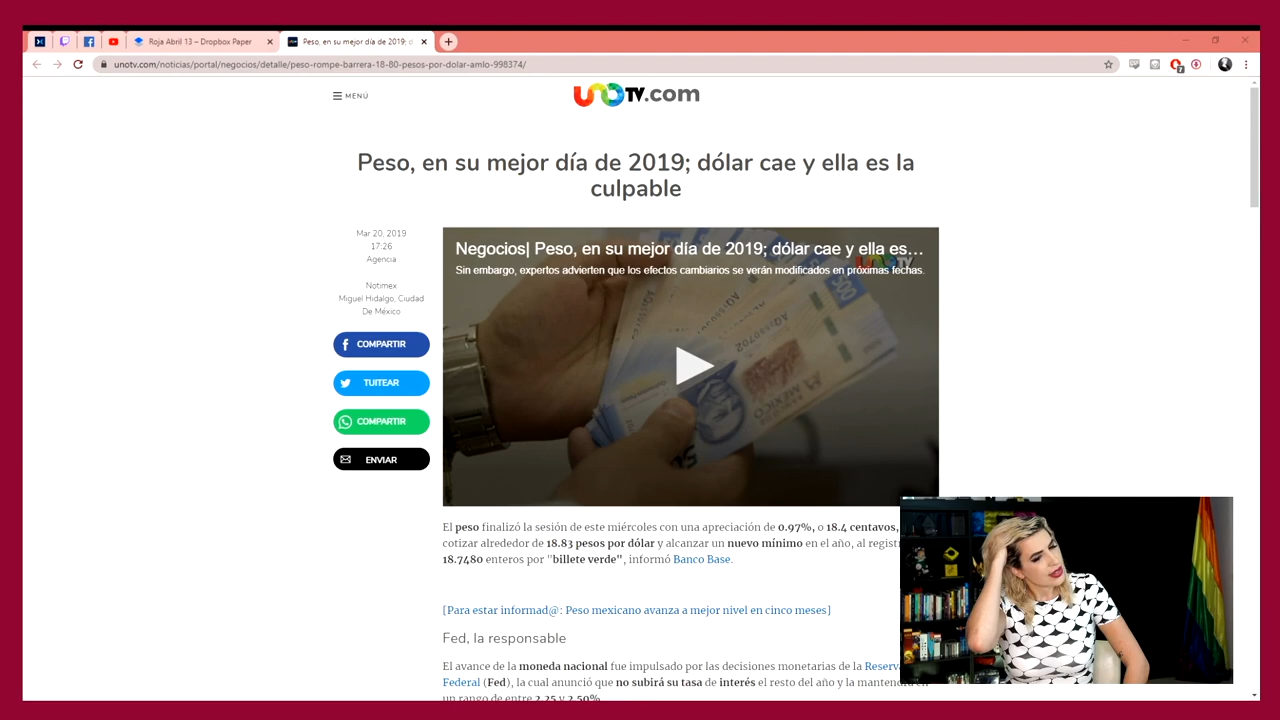 Roja Abril 13 – Dropbox Paper
Peso, en su mejor día de 2019; d
unotv.com/noticias/portal/negocios/detalle/peso-rompe-barrera-18-80-pesos-por-dolar-amlo-998374/
7
MENÚ
unoTV.com
Peso, en su mejor día de 2019; dólar cae y ella es la
culpable
Mar 20, 2019
17:26
Agencia
Notimex
Miguel Hidalgo, Ciudad
De México
COMPARTIR
TUITEAR
COMPARTIR
ENVIAR
Negocios| Peso, en su mejor día de 2019; dólar cae y ella es...
Sin embargo, expertos advierten que los efectos cambiarios se verán modificados en próximas fechas.
El peso finalizó la sesión de este miércoles con una apreciación de 0.97%, o 18.4 centavos,
cotizar alrededor de 18.83 pesos por dólar y alcanzar un nuevo mínimo en el año, al regist
18.7480 enteros por "billete verde", informó Banco Base.
[Para estar informad@: Peso mexicano avanza a mejor nivel en cinco meses]
Fed, la responsable
El avance de la moneda nacional fue impulsado por las decisiones monetarias de la Reserv
Federal (Fed), la cual anunció que no subirá su tasa de interés el resto del año y la mantendrá en
un rango de entre 2.25 y 2.50%